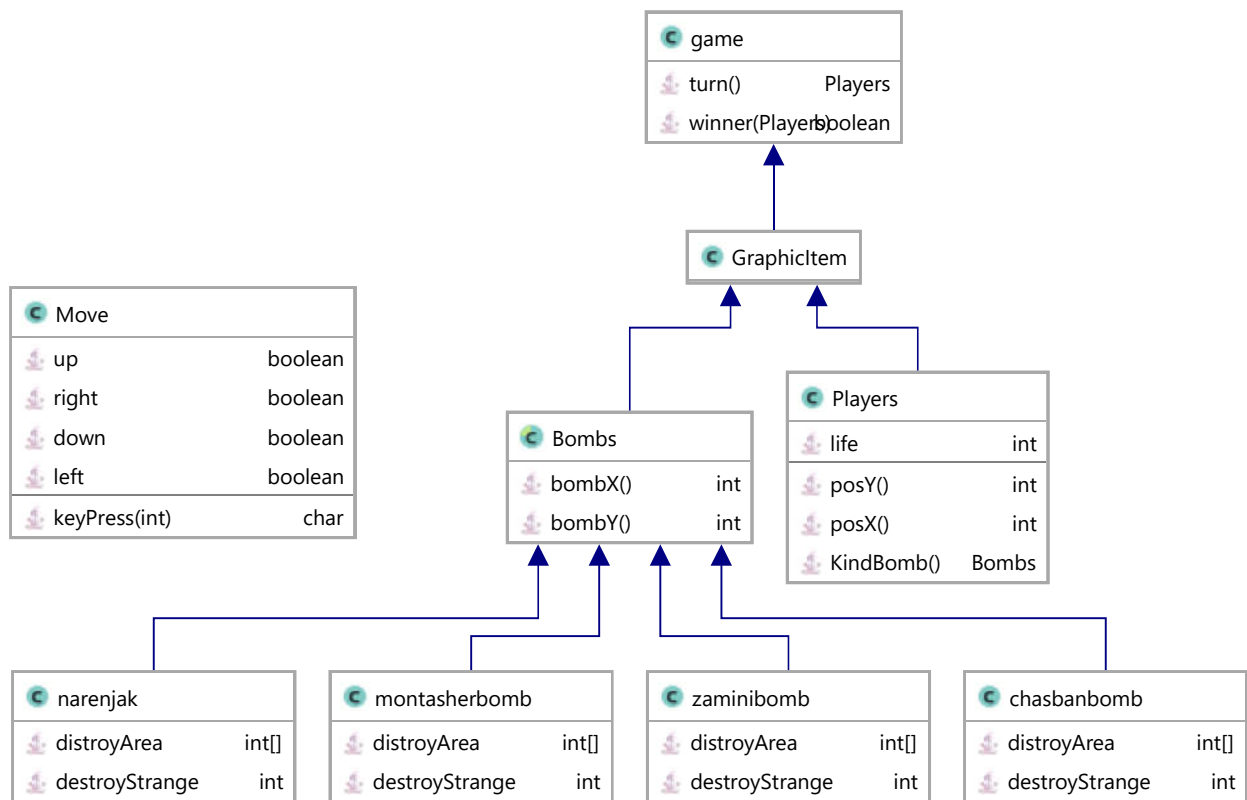 game
turn() Players
winner(Players) boolean
GraphicItem
Move
up boolean
right boolean
down boolean
left boolean
keyPress(int) char
Bombs
bombX() int
bombY() int
Players
life int
posY() int
posX() int
KindBomb() Bombs
narenjak
distroyArea int[]
destroyStrange int
montasherbomb
distroyArea int[]
destroyStrange int
zaminibomb
distroyArea int[]
destroyStrange int
chasbanbomb
distroyArea int[]
destroyStrange int